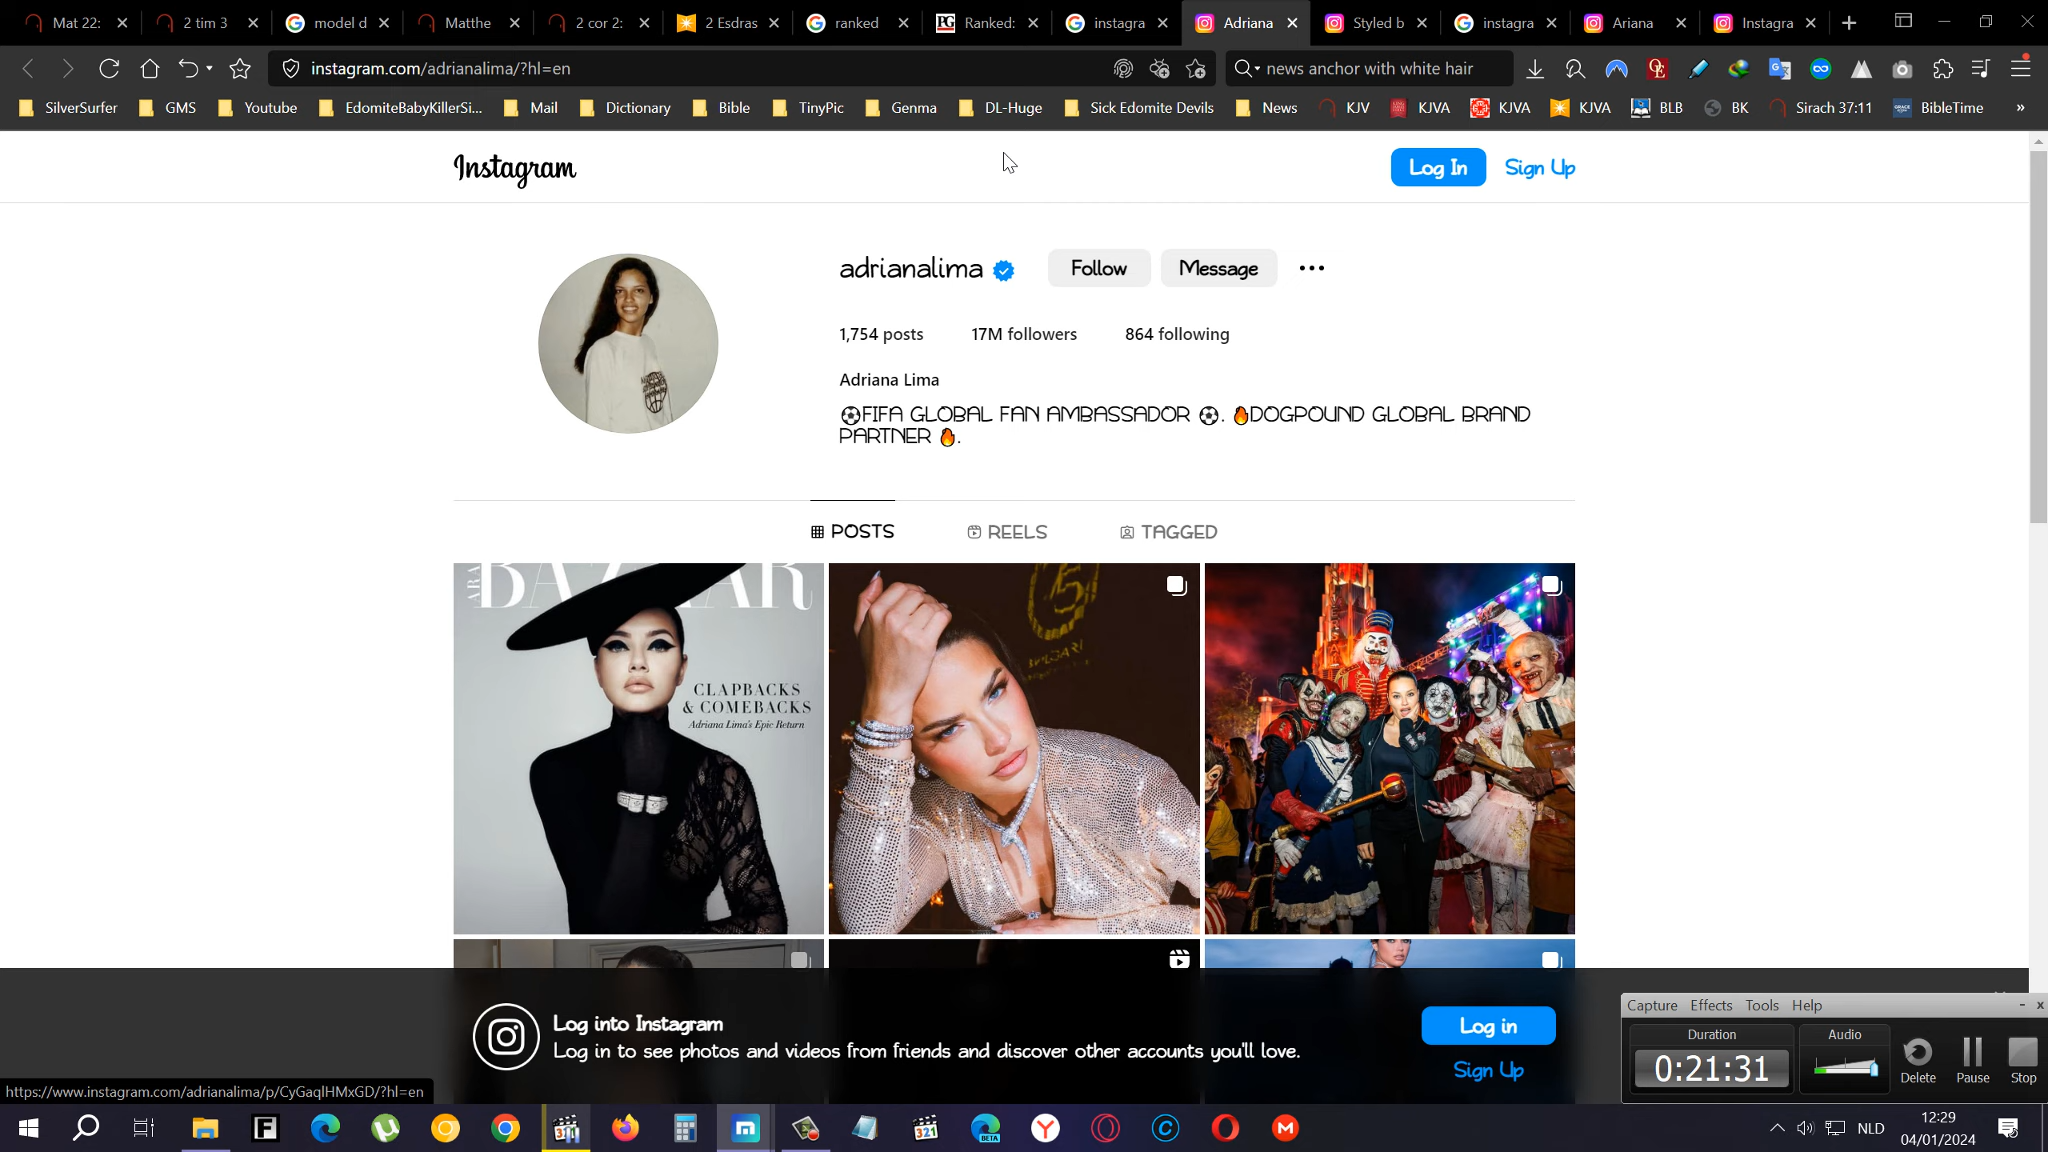 Mat 22:
2 tim 3
model d
Matthe
2 cor 2:
2 Esdras
ranked
Ranked:
instagra
Adriana
Styled b
instagra
Ariana
Instagra
instagram.com/adrianalima/?hl=en
news anchor with white hair
SilverSurfer
GMS
Youtube
EdomiteBabyKillerSi...
Mail
Dictionary
Bible
TinyPic
Genma
DL-Huge
Sick Edomite Devils
News
KJV
KJVA
KJVA
KJVA
BLB
BK
Sirach 37:11
BibleTime
»
Instagram
Log In
Sign Up
adrianalima
Follow
Message
1,754 posts
17M followers
864 following
Adriana Lima
⚽FIFA GLOBAL FAN AMBASSADOR ⚽. 🔥DOGPOUND GLOBAL BRAND
PARTNER 🔥.
POSTS
REELS
TAGGED
BAZAAR
CLAPBACKS
& COMEBACKS
Adriana Lima's Epic Return
BVLGARI
Log into Instagram
Log in to see photos and videos from friends and discover other accounts you'll love.
Log in
Sign Up
Capture Effects Tools Help
Duration
Audio
0:21:31
Delete
Pause
Stop
https://www.instagram.com/adrianalima/p/CyGaqlHMxGD/?hl=en
321
BETA
NLD
12:29
04/01/2024